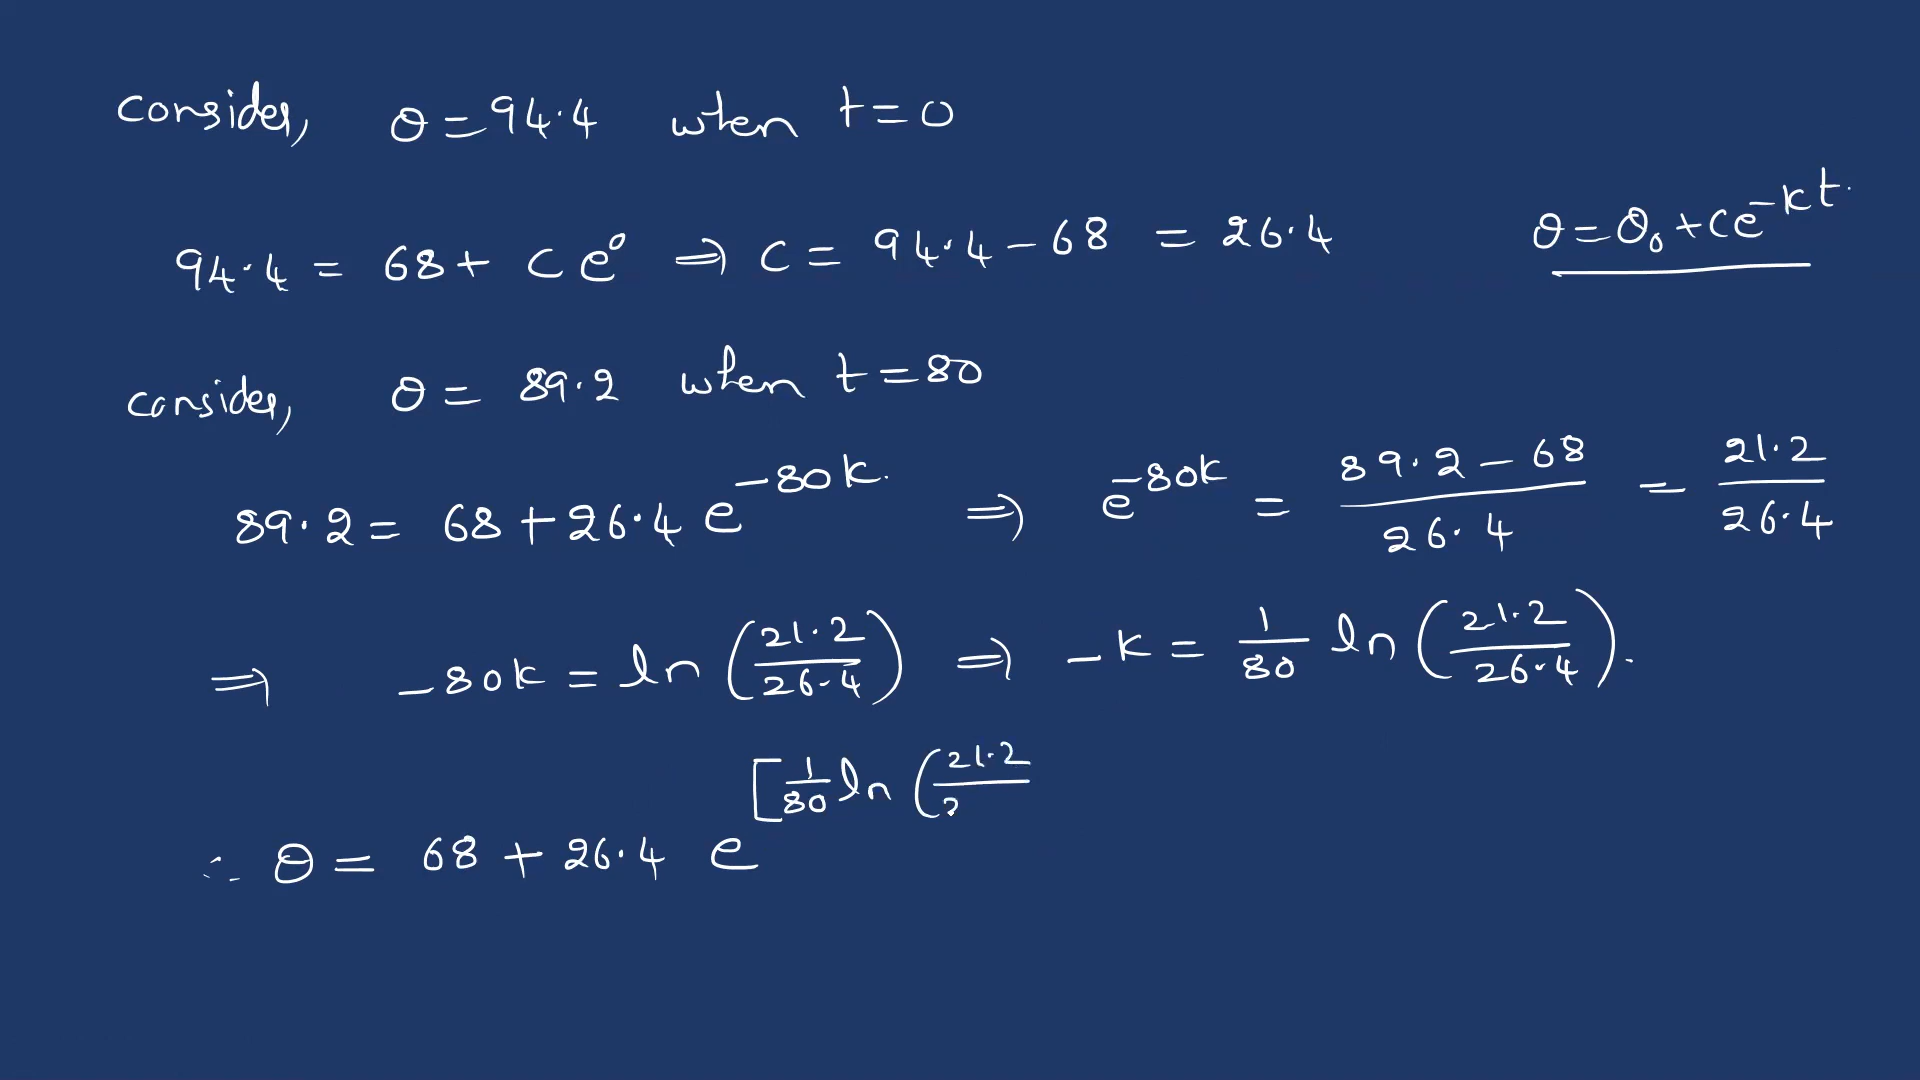 consider, θ = 94.4 when t = 0
94.4 = 68 + C e⁰ ⇒ C = 94.4 − 68 = 26.4
θ = θ₀ + Ce^(−kt).
consider, θ = 89.2 when t = 80
89.2 = 68 + 26.4 e^(−80k). ⇒ e^(−80k) = (89.2 − 68)/(26.4) = (21.2)/(26.4)
⇒ −80k = ln(21.2/26.4) ⇒ −k = 1/80 ln(21.2/26.4).
∴ θ = 68 + 26.4 e^[1/80 ln(21.2/2